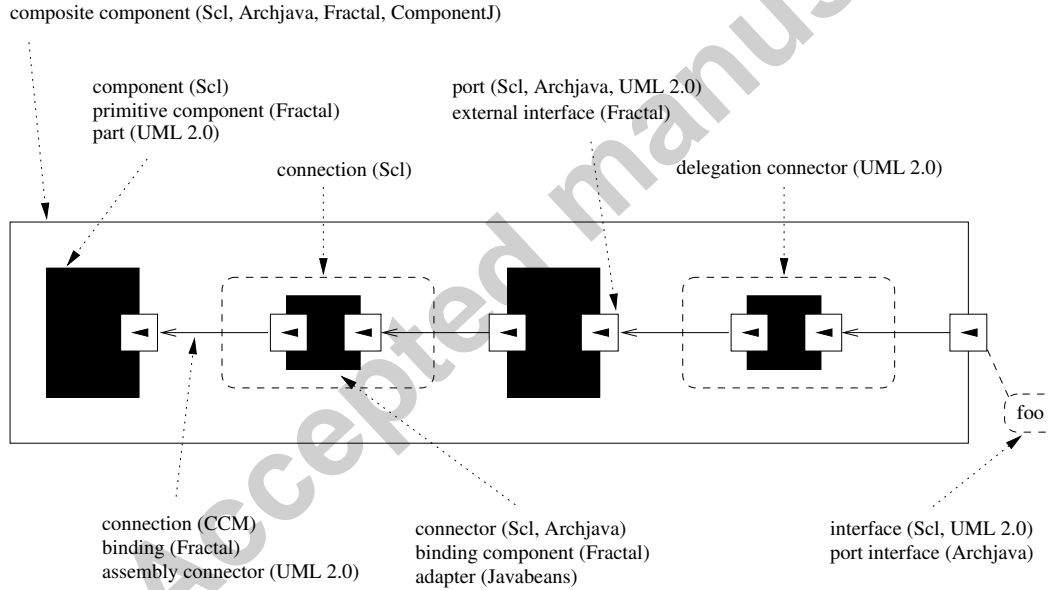 composite component (Scl, Archjava, Fractal, ComponentJ)
component (Scl)
primitive component (Fractal)
part (UML 2.0)
port (Scl, Archjava, UML 2.0)
external interface (Fractal)
connection (Scl)
delegation connector (UML 2.0)
foo
connection (CCM)
binding (Fractal)
assembly connector (UML 2.0)
connector (Scl, Archjava)
binding component (Fractal)
adapter (Javabeans)
interface (Scl, UML 2.0)
port interface (Archjava)
Accepted manus